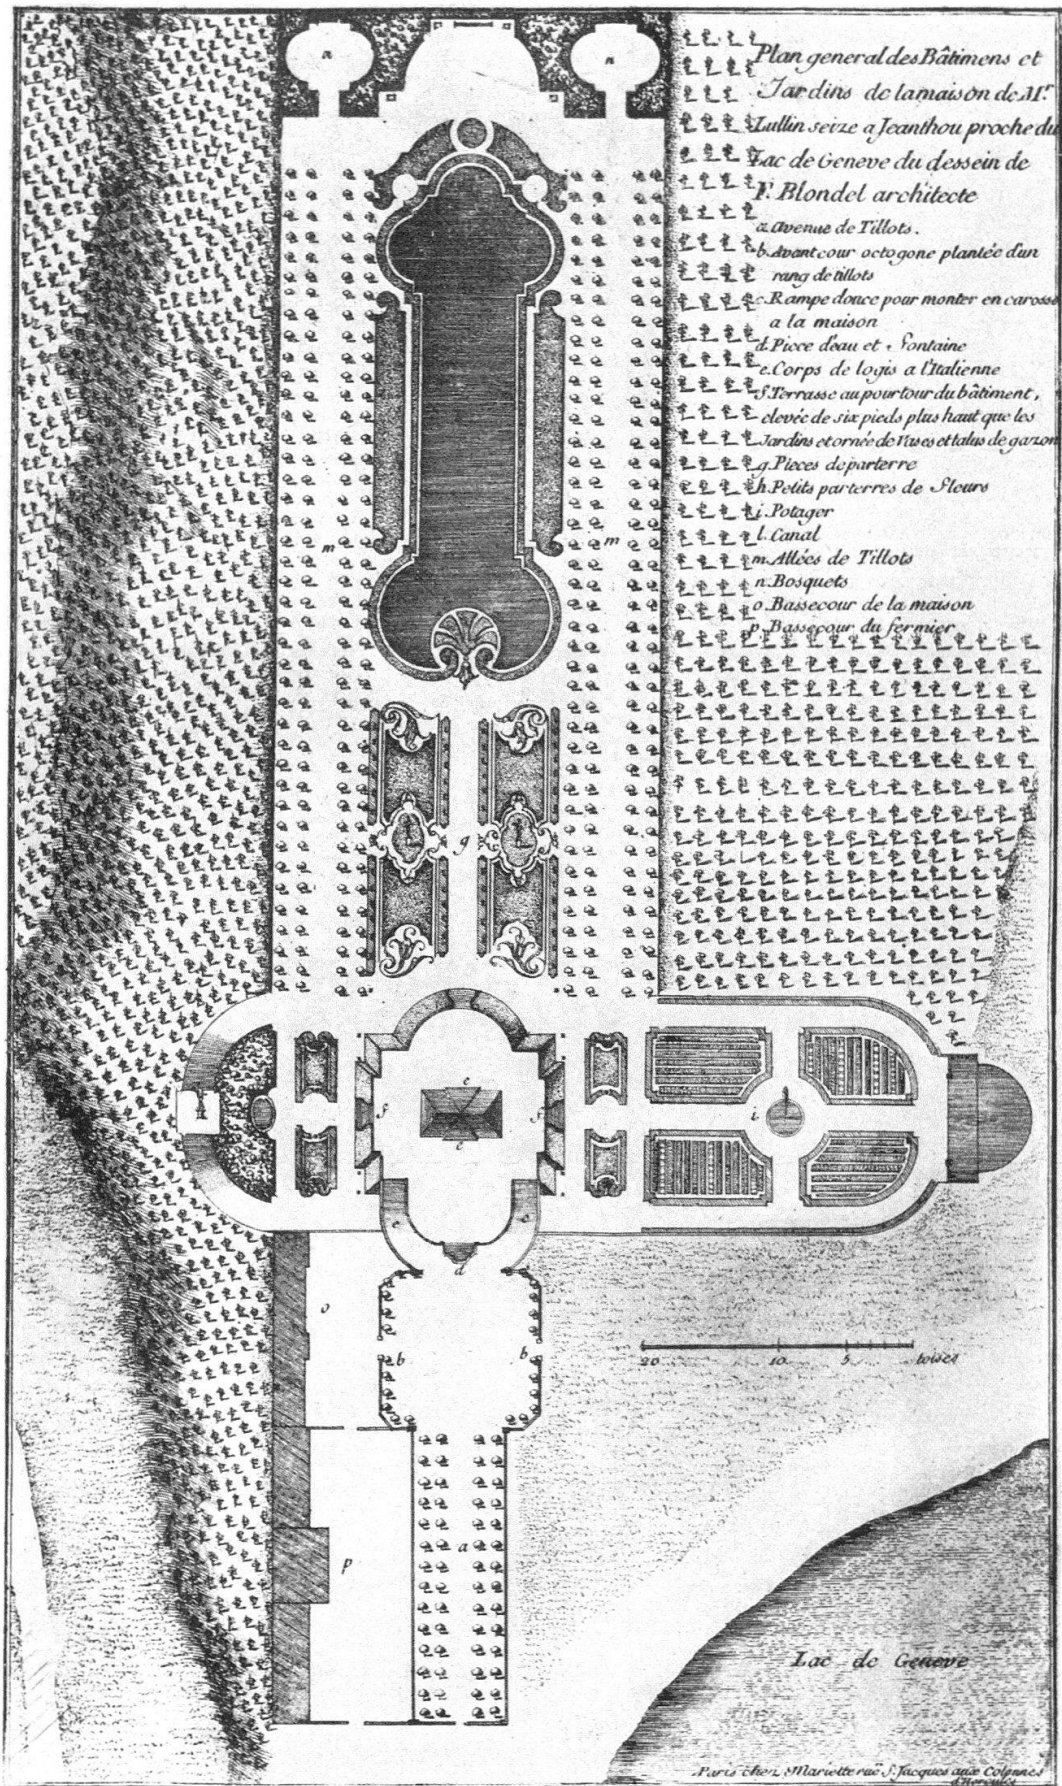 Plan general des Bâtimens et
Jardins de lamaison de Mr.
Lullin seize a Jeanthou proche du
Lac de Geneve du dessein de
F. Blondel architecte
a. Avenue de Tillots.
b. Avant cour octogone plantée d'un
rang de tillots
c. Rampe douce pour monter en carosse
a la maison
d. Piece d'eau et Fontaine
e. Corps de logis a l'Italienne
f. Terrasse au pourtour du bâtiment,
elevée de six pieds plus haut que les
Jardins et ornée de Vases et talus de gazon
g. Pieces de parterre
h. Petits parterres de fleurs
i. Potager
l. Canal
m. Allées de Tillots
n. Bosquets
o. Bassecour de la maison
p. Bassecour du fermier
n n
m m
g
e
f f
e
i
c c
d
o
b b
20 10 5 toises
a
p
Lac de Geneve
Paris chez Mariette rue S. Jacques aux Colonnes
d'Hercule